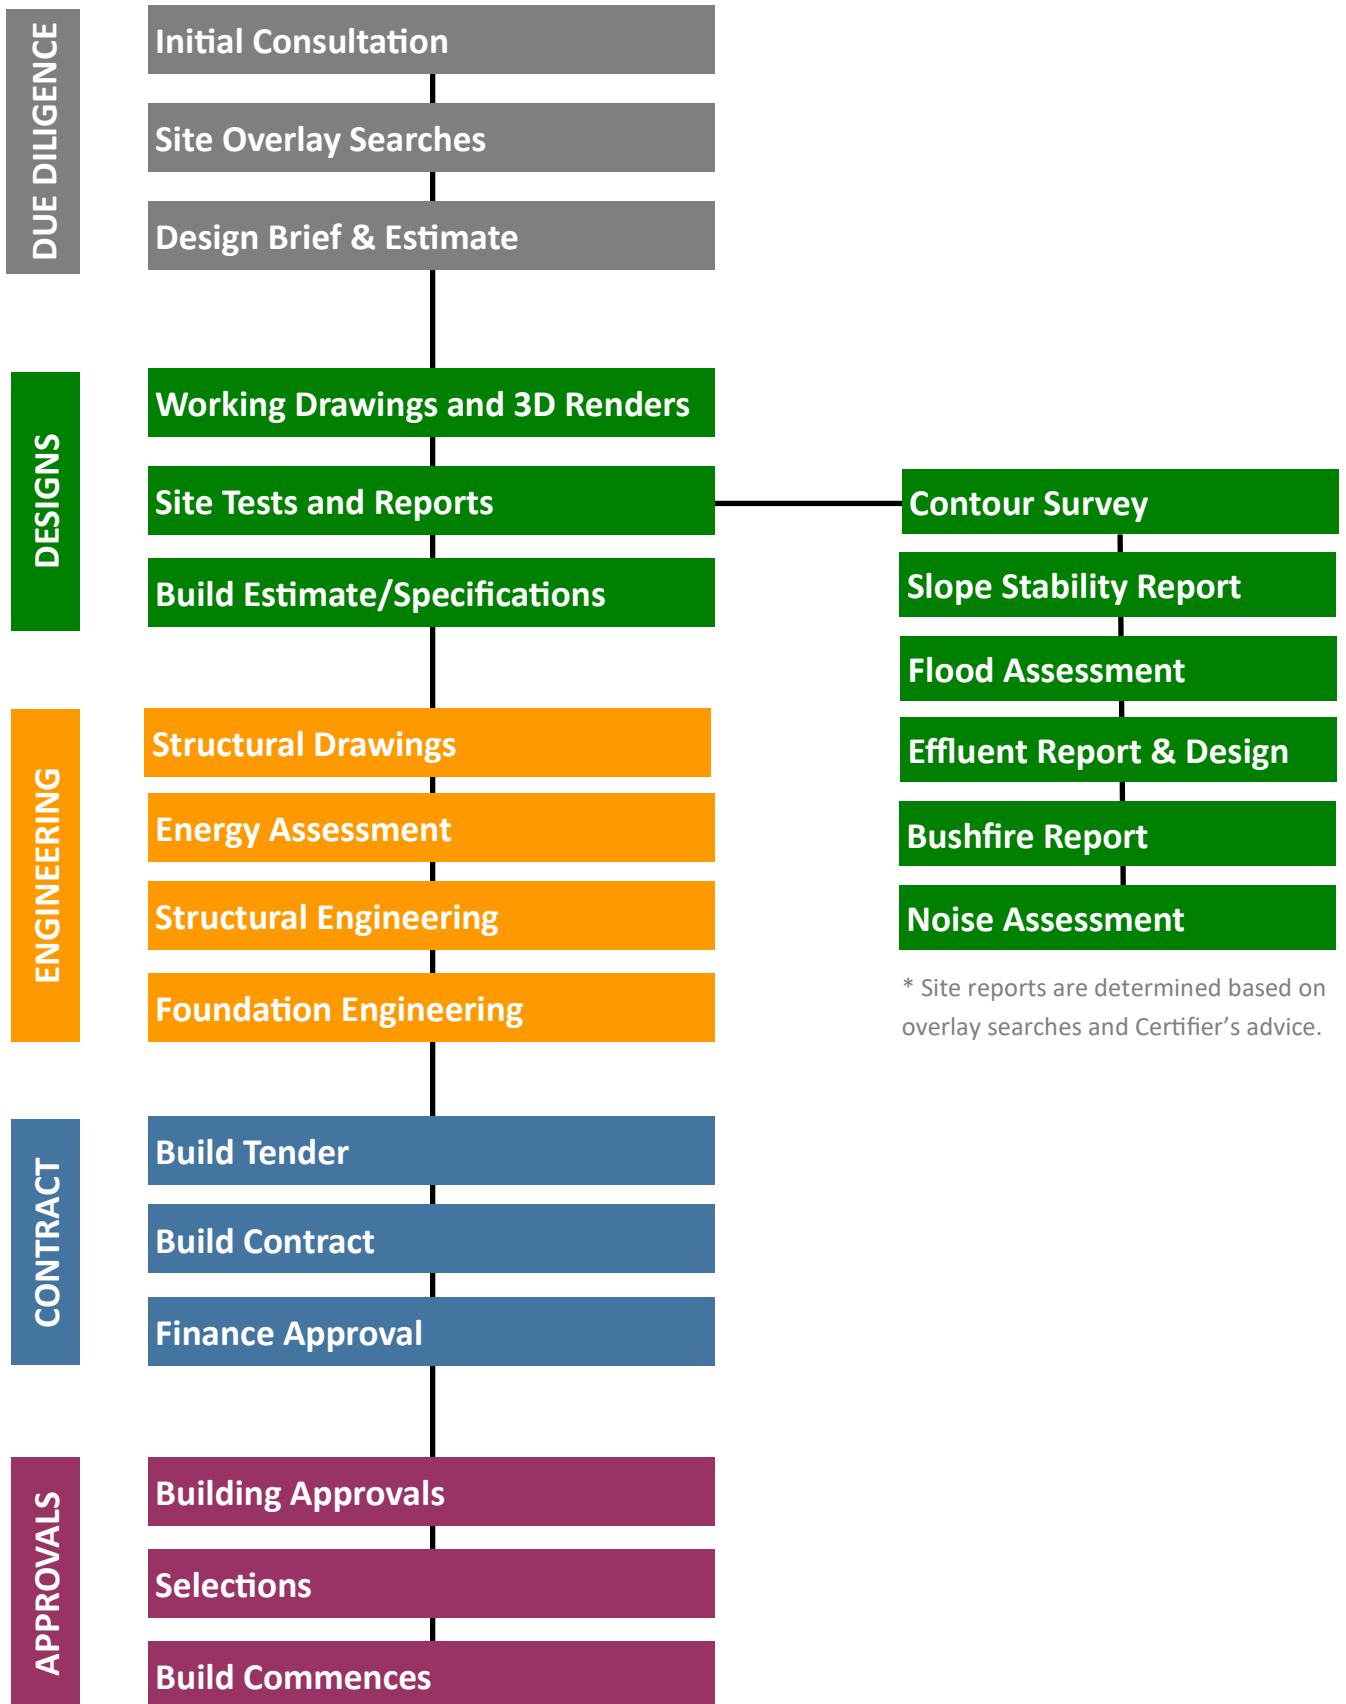 DUE DILIGENCE
Initial Consultation
Site Overlay Searches
Design Brief & Estimate
DESIGNS
Working Drawings and 3D Renders
Site Tests and Reports
Build Estimate/Specifications
Contour Survey
Slope Stability Report
Flood Assessment
Effluent Report & Design
Bushfire Report
Noise Assessment
* Site reports are determined based on
overlay searches and Certifier’s advice.
ENGINEERING
Structural Drawings
Energy Assessment
Structural Engineering
Foundation Engineering
CONTRACT
Build Tender
Build Contract
Finance Approval
APPROVALS
Building Approvals
Selections
Build Commences